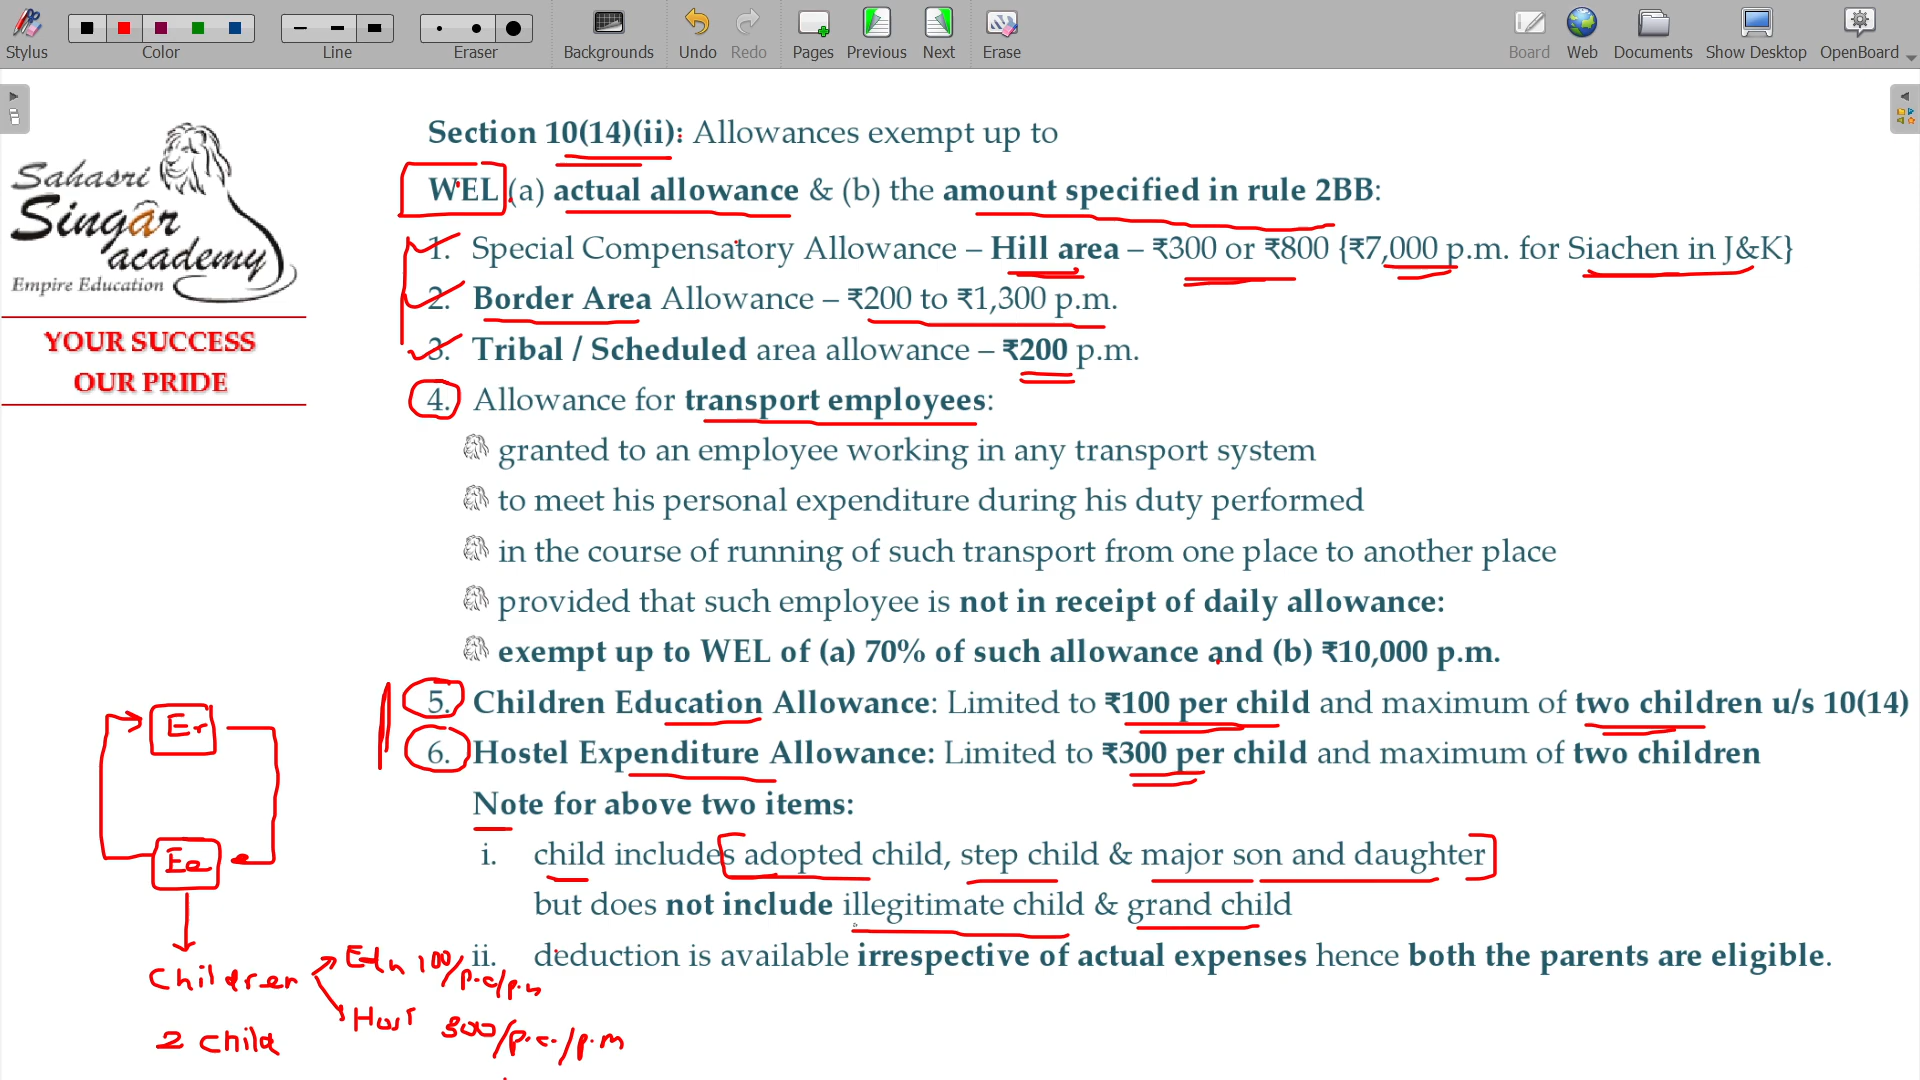 Stylus
Color
Line
Eraser
Backgrounds
Undo
Redo
Pages
Previous
Next
Erase
Board
Web
Documents
Show Desktop
OpenBoard
Sahasri
Singar
academy
Empire Education
YOUR SUCCESS
OUR PRIDE
Section 10(14)(ii): Allowances exempt up to
WEL (a) actual allowance & (b) the amount specified in rule 2BB:
1. Special Compensatory Allowance – Hill area – ₹300 or ₹800 {₹7,000 p.m. for Siachen in J&K}
2. Border Area Allowance – ₹200 to ₹1,300 p.m.
3. Tribal / Scheduled area allowance – ₹200 p.m.
4. Allowance for transport employees:
granted to an employee working in any transport system
to meet his personal expenditure during his duty performed
in the course of running of such transport from one place to another place
provided that such employee is not in receipt of daily allowance:
exempt up to WEL of (a) 70% of such allowance and (b) ₹10,000 p.m.
5. Children Education Allowance: Limited to ₹100 per child and maximum of two children u/s 10(14)
6. Hostel Expenditure Allowance: Limited to ₹300 per child and maximum of two children
Note for above two items:
i. child includes adopted child, step child & major son and daughter
but does not include illegitimate child & grand child
ii. deduction is available irrespective of actual expenses hence both the parents are eligible.
Er
Ee
Children
Edn 100/p.c/p.m
Host 300/p.c./p.m
2 child